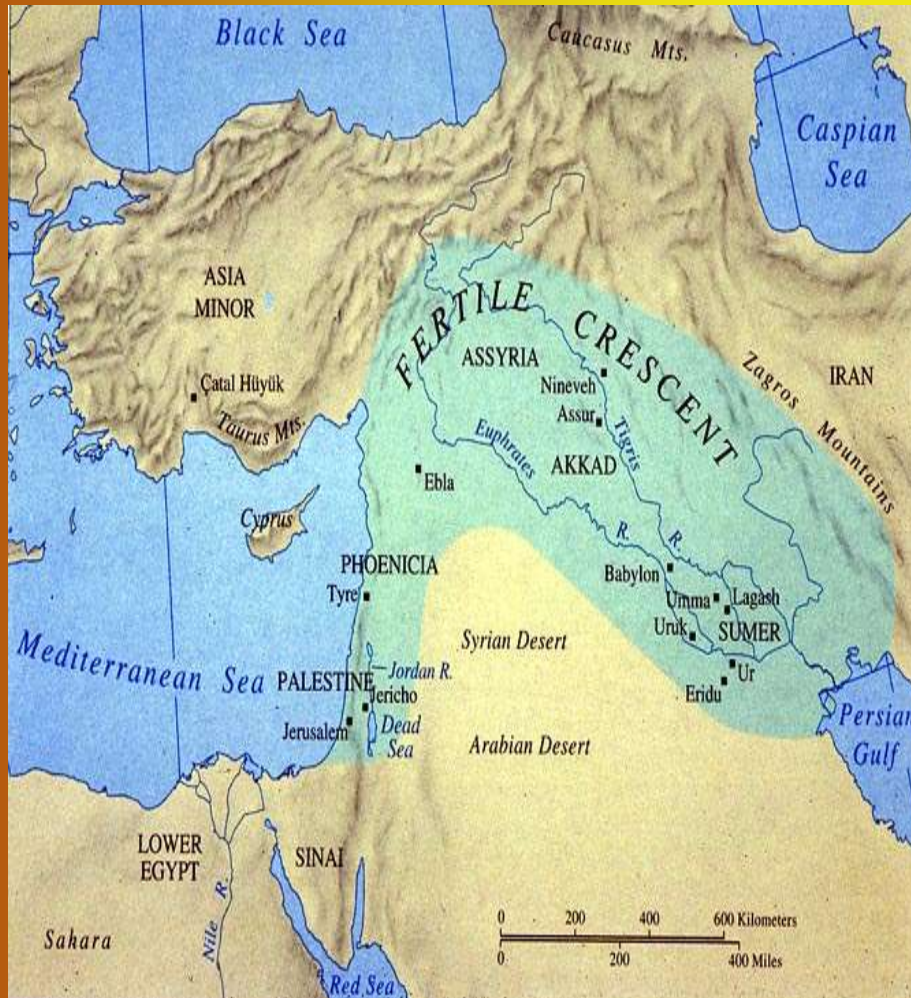 Black Sea
Caucasus Mts.
Caspian
Sea
ASIA
MINOR
FERTILE CRESCENT
ASSYRIA
Zagros Mountains
IRAN
Nineveh
Çatal Hüyük
Taurus Mts.
Assur
Tigris R.
Euphrates R.
AKKAD
Ebla
Cyprus
PHOENICIA
Babylon
Tyre
Umma
Lagash
Uruk
SUMER
Syrian Desert
Mediterranean Sea
Jordan R.
Ur
PALESTINE
Jericho
Eridu
Jerusalem
Dead
Sea
Persian
Gulf
Arabian Desert
LOWER
EGYPT
SINAI
Nile R.
Sahara
Red Sea
0 200 400 600 Kilometers
0 200 400 Miles